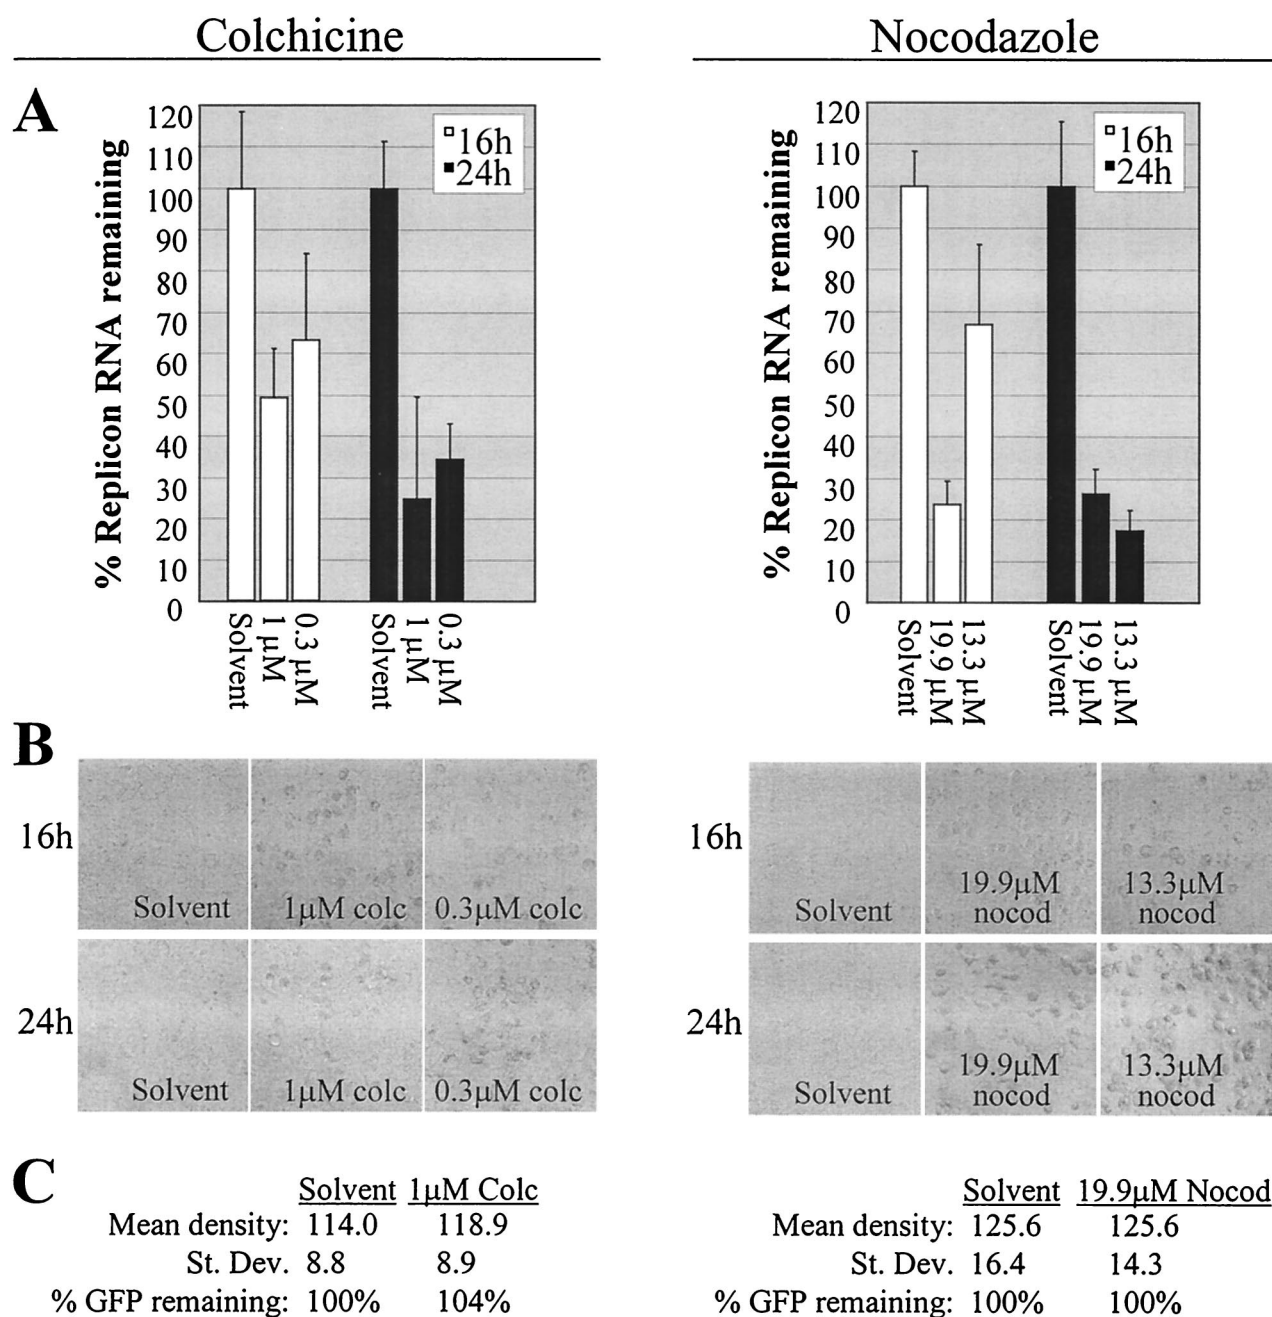 Colchicine
Nocodazole
A
% Replicon RNA remaining
120
110
100
90
80
70
60
50
40
30
20
10
0
16h
24h
Solvent
1 μM
0.3 μM
Solvent
1 μM
0.3 μM
% Replicon RNA remaining
120
110
100
90
80
70
60
50
40
30
20
10
0
16h
24h
Solvent
19.9 μM
13.3 μM
Solvent
19.9 μM
13.3 μM
B
16h
Solvent
1μM colc
0.3μM colc
24h
Solvent
1μM colc
0.3μM colc
16h
Solvent
19.9μM
nocod
13.3μM
nocod
24h
Solvent
19.9μM
nocod
13.3μM
nocod
C
Solvent 1μM Colc
Mean density: 114.0 118.9
St. Dev. 8.8 8.9
% GFP remaining: 100% 104%
Solvent 19.9μM Nocod
Mean density: 125.6 125.6
St. Dev. 16.4 14.3
% GFP remaining: 100% 100%